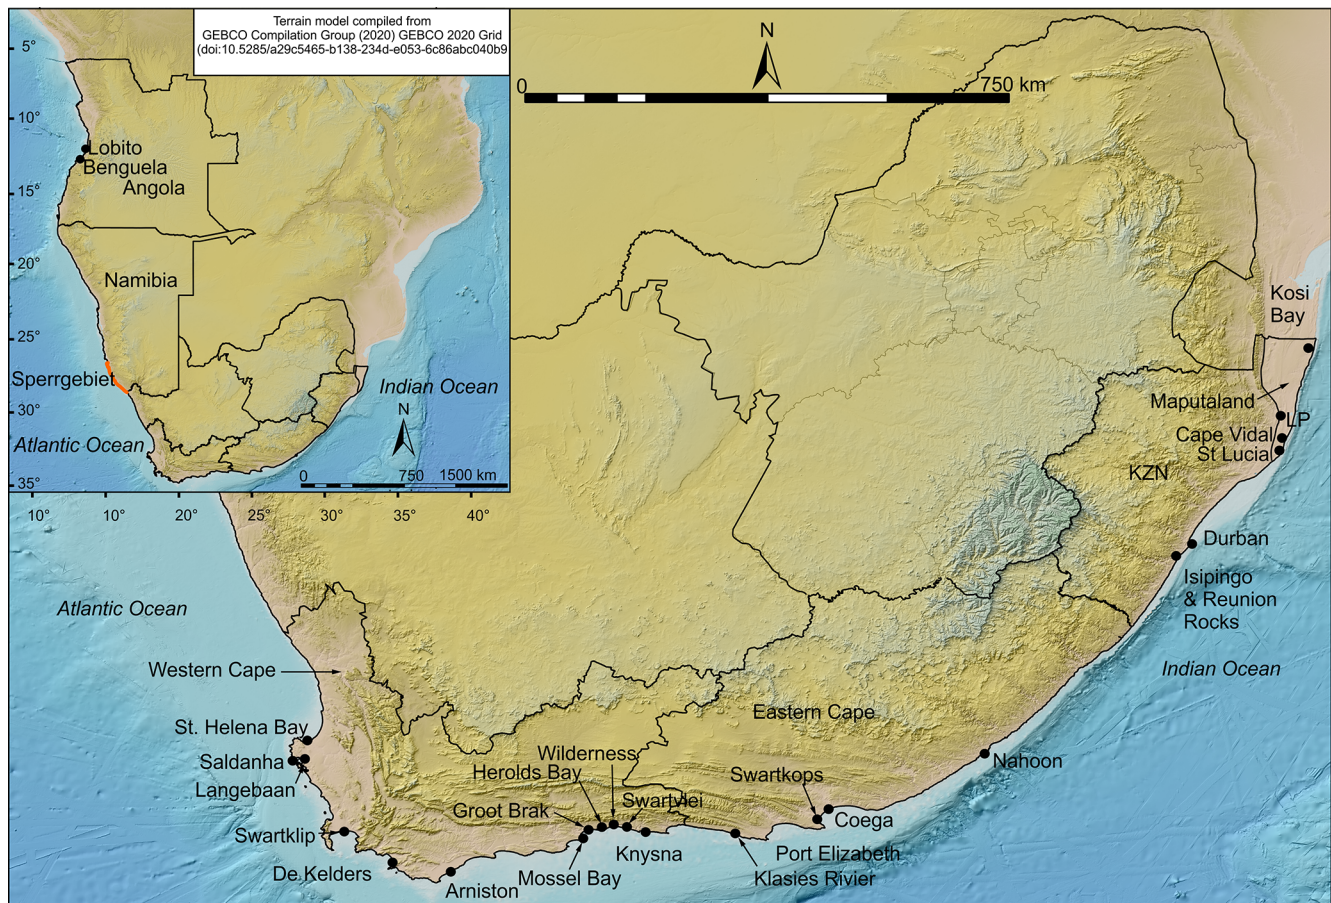 Terrain model compiled from
GEBCO Compilation Group (2020) GEBCO 2020 Grid
(doi:10.5285/a29c5465-b138-234d-e053-6c86abc040b9
5°
10°
15°
20°
25°
30°
35°
Lobito
Benguela
Angola
Namibia
Sperrgebiet
Indian Ocean
Atlantic Ocean
N
0 750 1500 km
10° 10° 20° 25° 30° 35° 40°
N
0 750 km
Kosi
Bay
Maputaland
LP
Cape Vidal
St Lucia
KZN
Durban
Isipingo
& Reunion
Rocks
Indian Ocean
Atlantic Ocean
Western Cape
Eastern Cape
St. Helena Bay
Saldanha
Langebaan
Swartklip
De Kelders
Arniston
Mossel Bay
Groot Brak
Herolds Bay
Wilderness
Swartvlei
Knysna
Swartkops
Coega
Port Elizabeth
Klasies Rivier
Nahoon